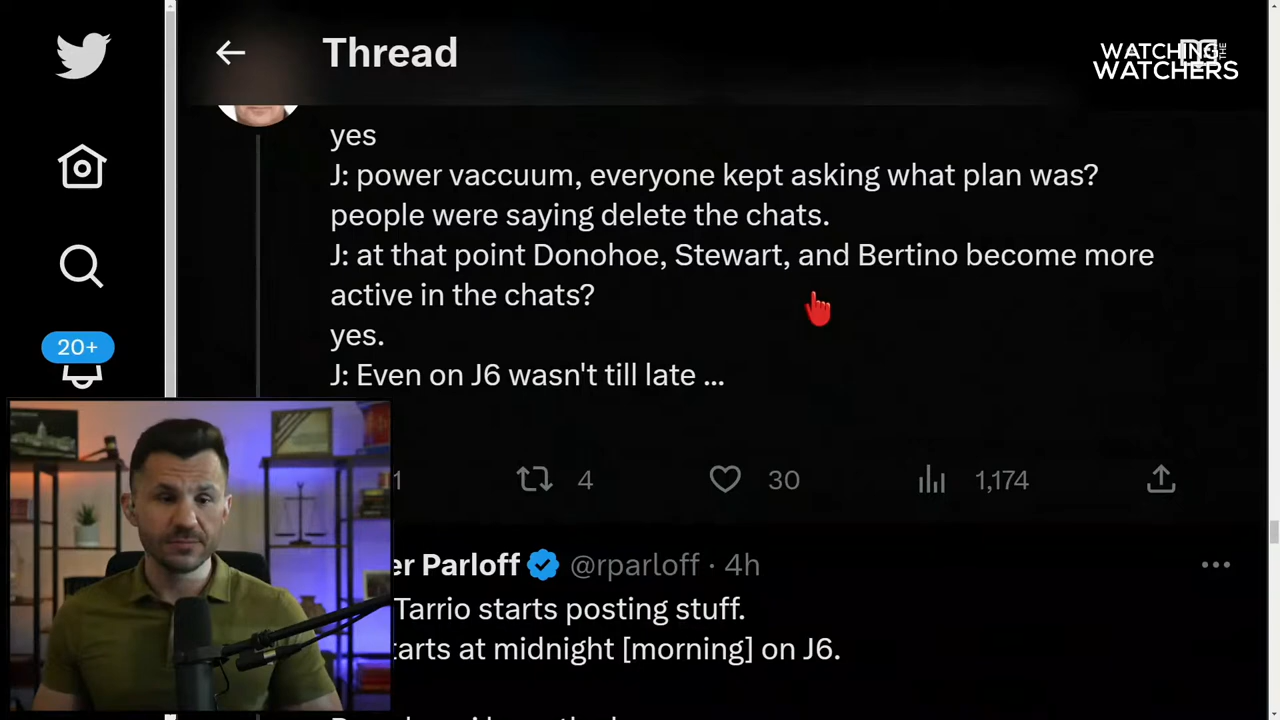 Thread
WATCHING THE
WATCHERS
yes
J: power vaccuum, everyone kept asking what plan was?
people were saying delete the chats.
J: at that point Donohoe, Stewart, and Bertino become more
active in the chats?
yes.
J: Even on J6 wasn't till late ...
20+
1 4 30 1,174
er Parloff @rparloff · 4h
Tarrio starts posting stuff.
tarts at midnight [morning] on J6.